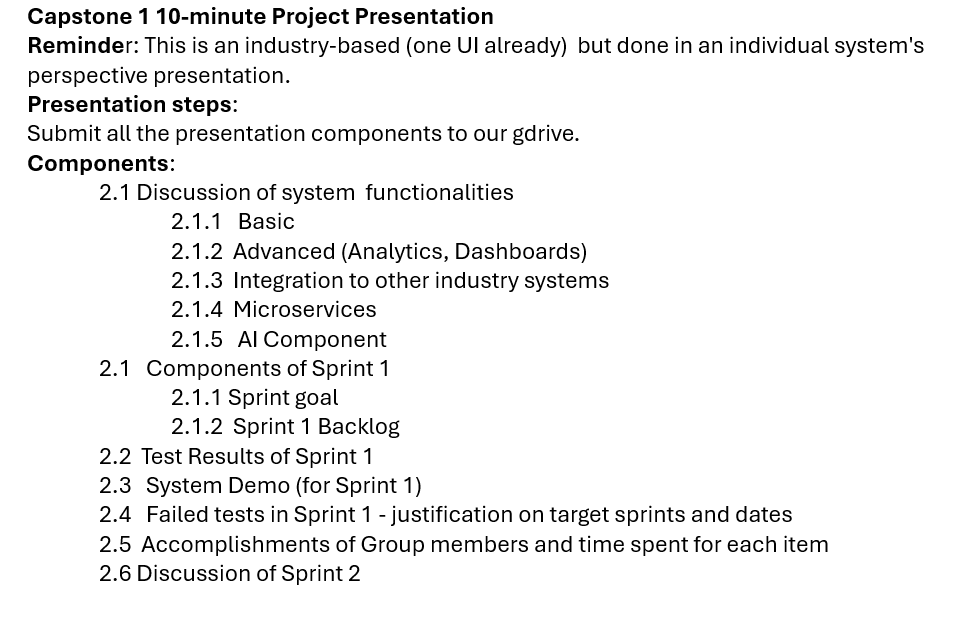 Capstone 1 10-minute Project Presentation
Reminder: This is an industry-based (one UI already)  but done in an individual system's
perspective presentation.
Presentation steps:
Submit all the presentation components to our gdrive.
Components:
2.1 Discussion of system  functionalities
2.1.1   Basic
2.1.2  Advanced (Analytics, Dashboards)
2.1.3  Integration to other industry systems
2.1.4  Microservices
2.1.5   AI Component
2.1   Components of Sprint 1
2.1.1 Sprint goal
2.1.2  Sprint 1 Backlog
2.2  Test Results of Sprint 1
2.3   System Demo (for Sprint 1)
2.4   Failed tests in Sprint 1 - justification on target sprints and dates
2.5  Accomplishments of Group members and time spent for each item
2.6 Discussion of Sprint 2